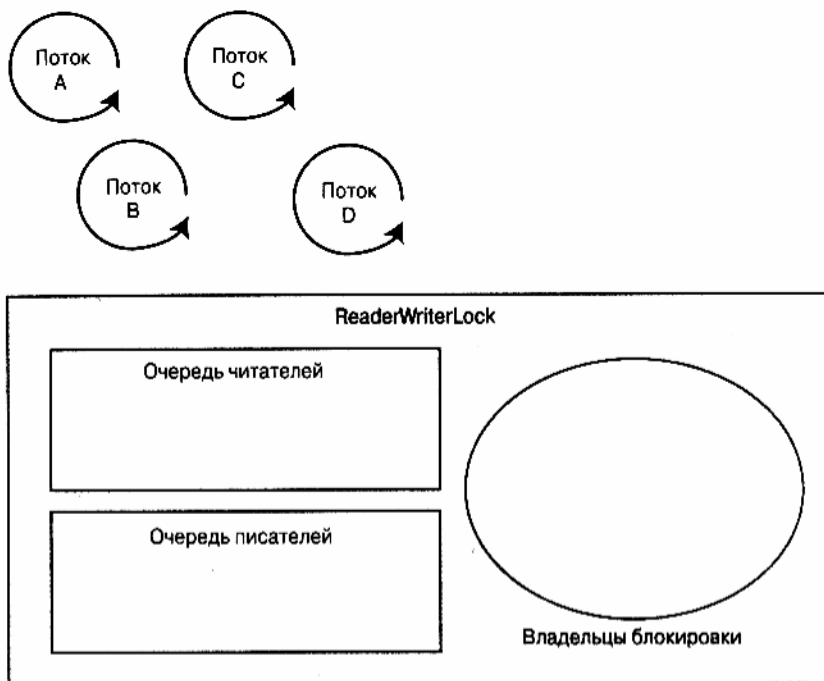 Поток
A
Поток
C
Поток
B
Поток
D
ReaderWriterLock
Очередь читателей
Очередь писателей
Владельцы блокировки